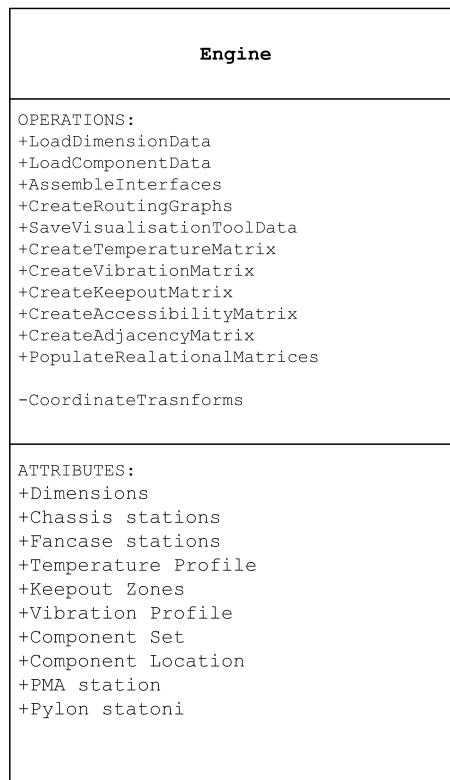 Engine
OPERATIONS:
+LoadDimensionData
+LoadComponentData
+AssembleInterfaces
+CreateRoutingGraphs
+SaveVisualisationToolData
+CreateTemperatureMatrix
+CreateVibrationMatrix
+CreateKeepoutMatrix
+CreateAccessibilityMatrix
+CreateAdjacencyMatrix
+PopulateRealationalMatrices
-CoordinateTrasnforms
ATTRIBUTES:
+Dimensions
+Chassis stations
+Fancase stations
+Temperature Profile
+Keepout Zones
+Vibration Profile
+Component Set
+Component Location
+PMA station
+Pylon statoni